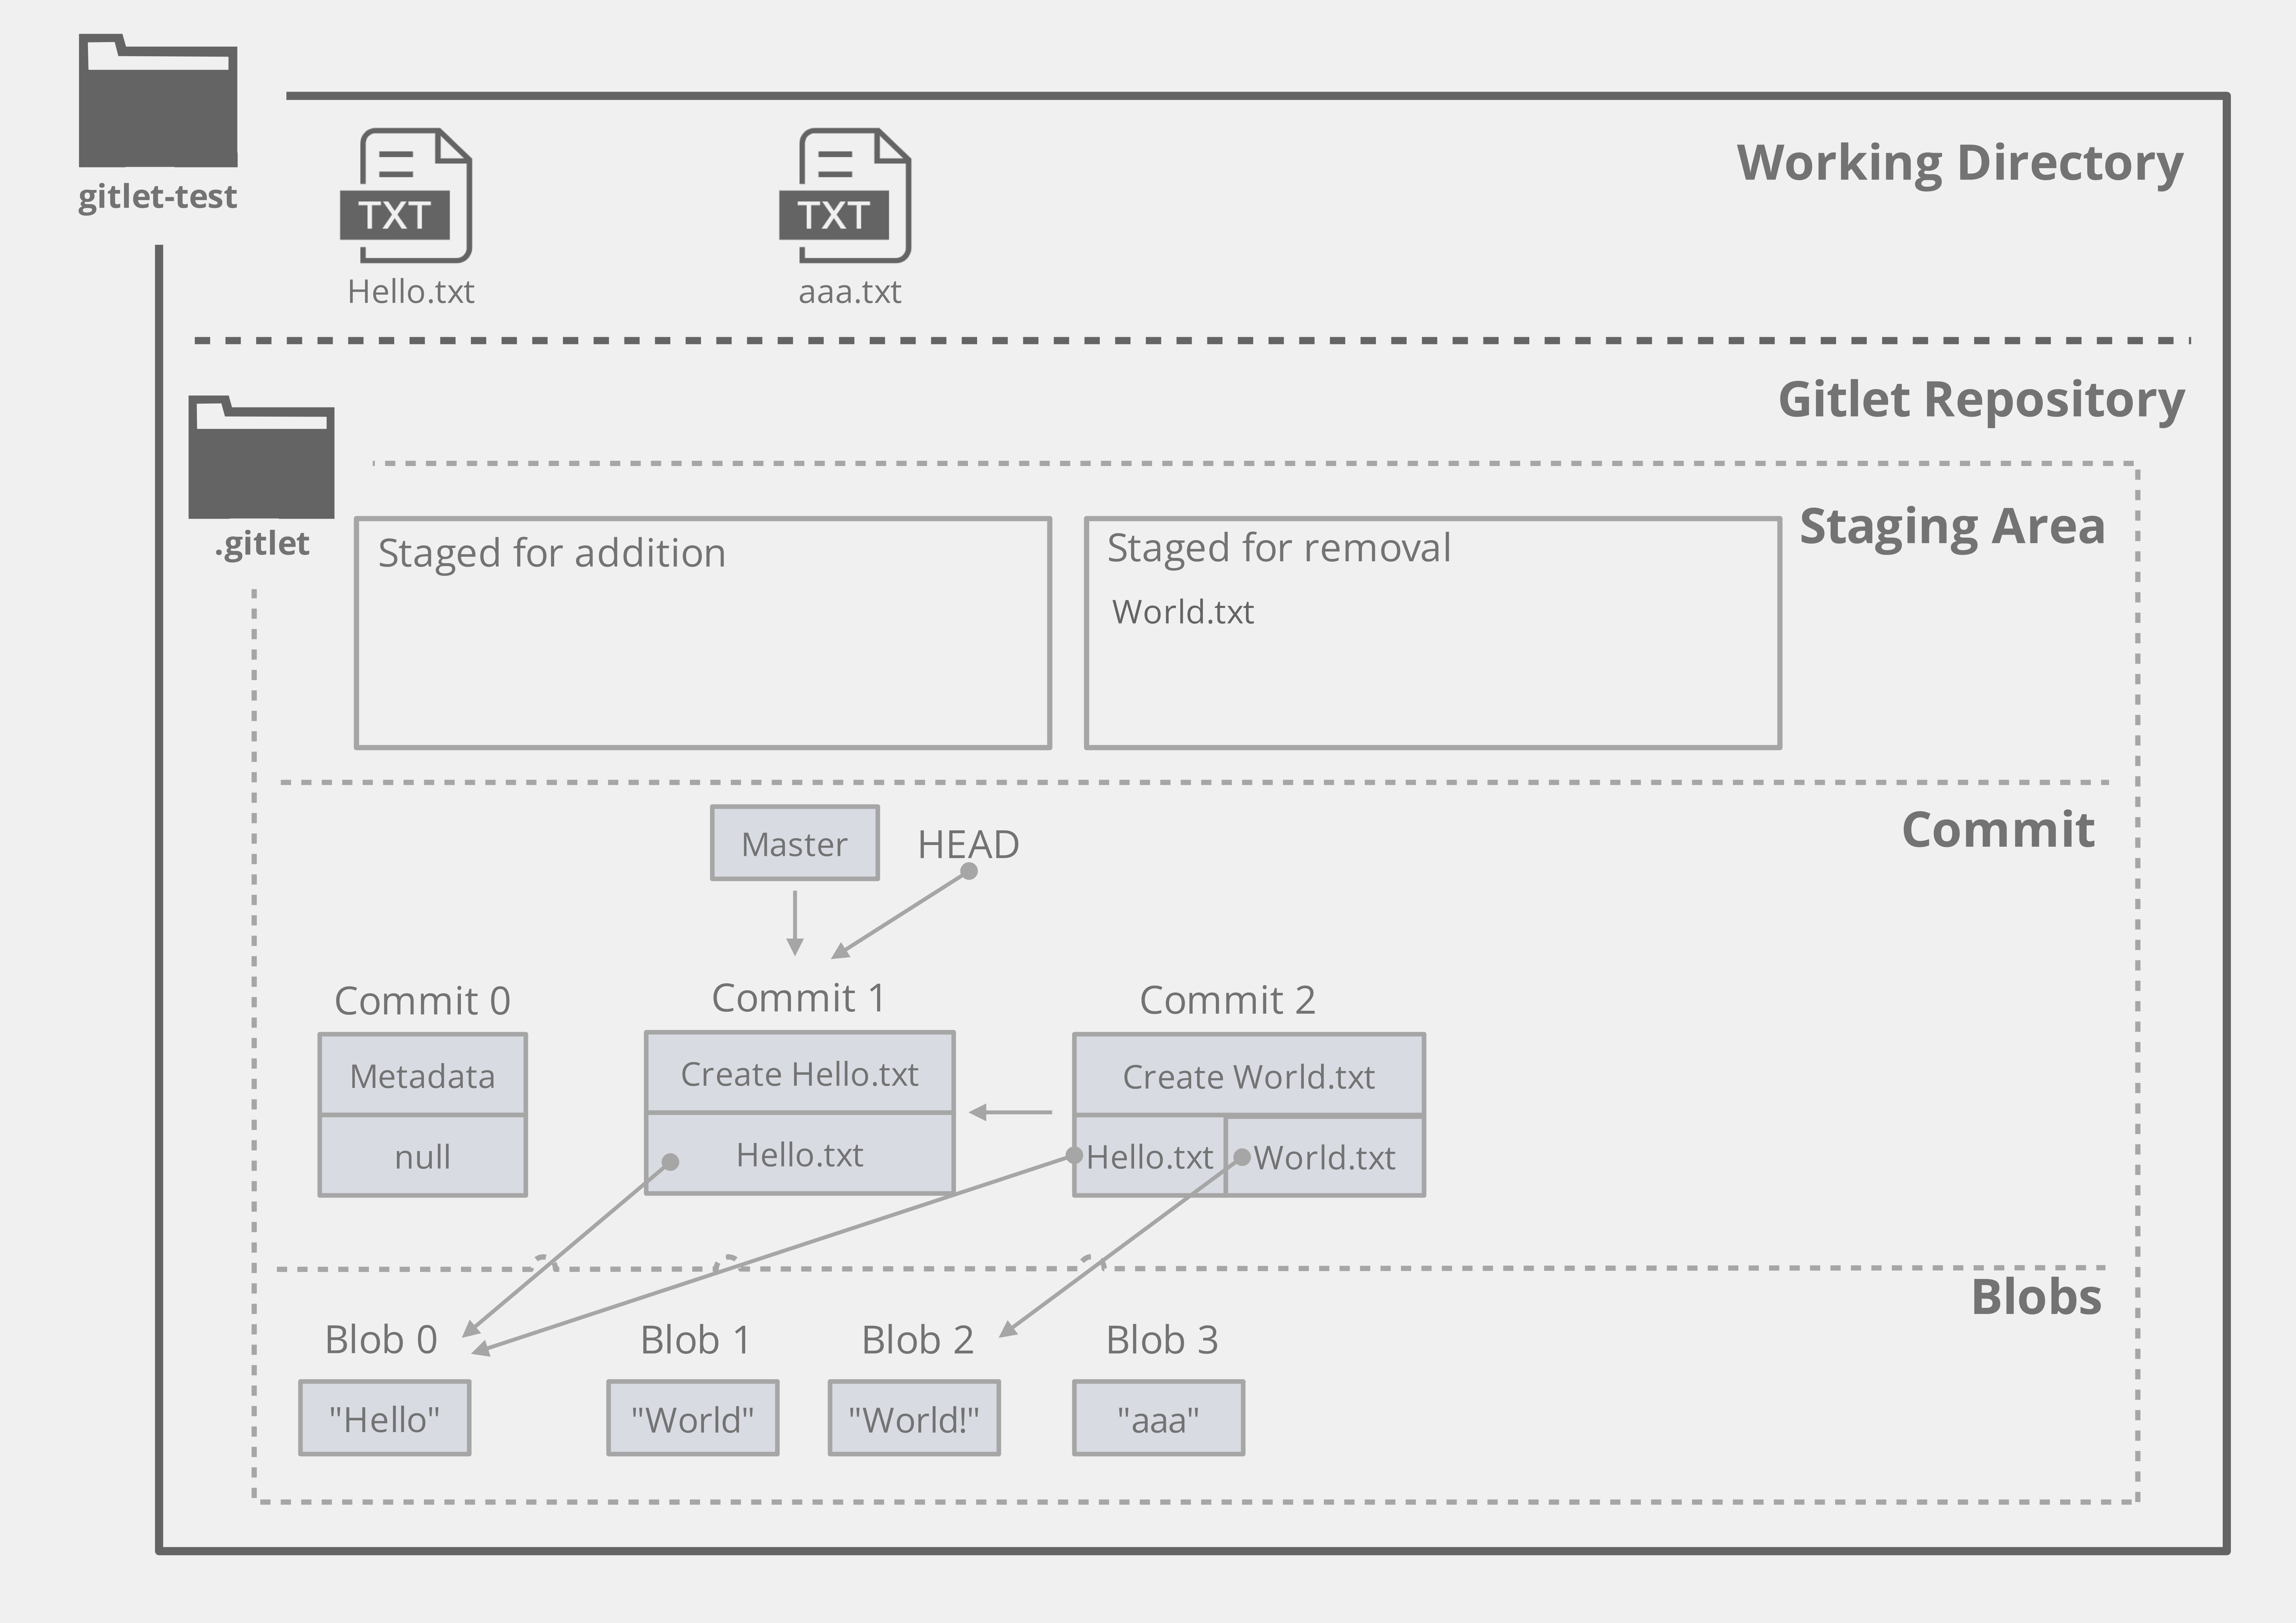 gitlet-test
Working Directory
TXT
TXT
Hello.txt
aaa.txt
Gitlet Repository
.gitlet
Staging Area
Staged for addition
Staged for removal
World.txt
Commit
Master
HEAD
Commit 0
Commit 1
Commit 2
Metadata
Create Hello.txt
Create World.txt
null
Hello.txt
Hello.txt
World.txt
Blobs
Blob 0
Blob 1
Blob 2
Blob 3
"Hello"
"World"
"World!"
"aaa"